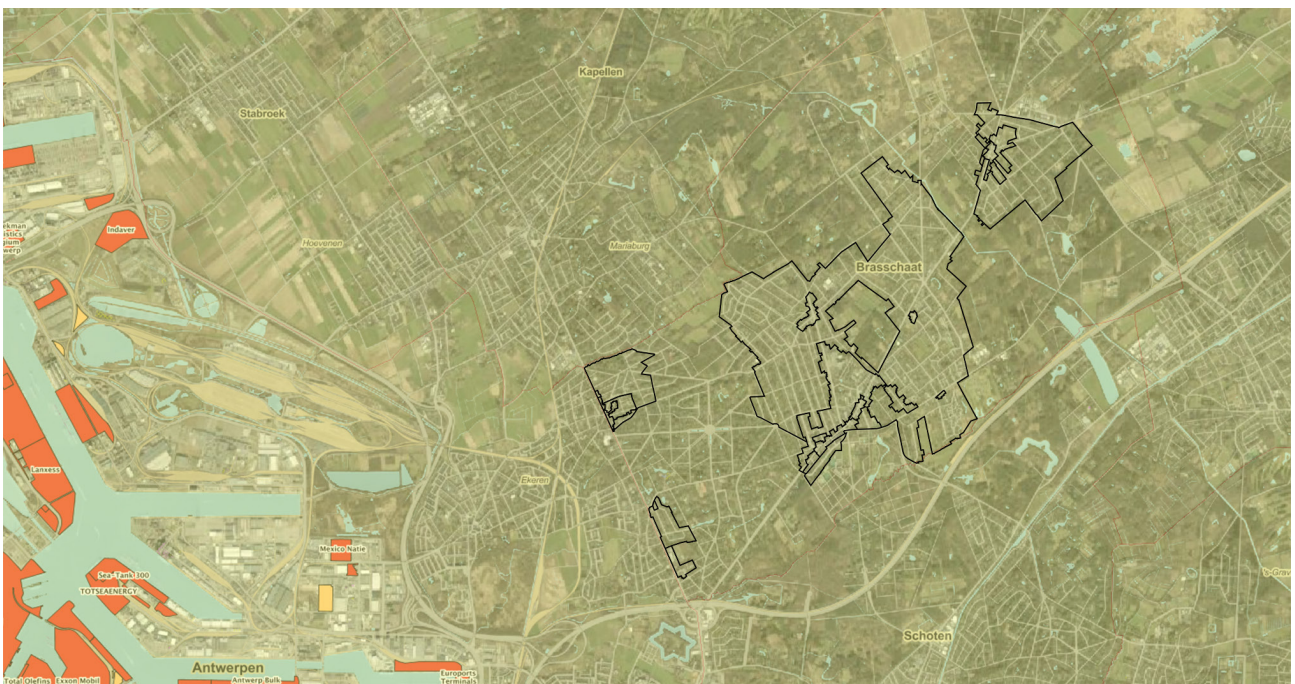 Kapellen
Stabroek
Indaver
Hoevenen
Mariaburg
Brasschaat
Lanxess
Ekeren
Mexico Natie
Sea-Tank 300
TOTSEAENERGY
's-Grav
Schoten
Antwerpen
Euroports
Terminals
Total Olefins
Exxon Mobil
Antwerp Bulk